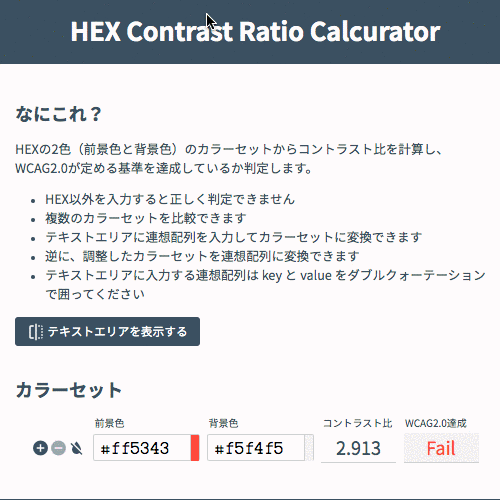 HEX Contrast Ratio Calcurator
なにこれ？
HEXの2色（前景色と背景色）のカラーセットからコントラスト比を計算し、
WCAG2.0が定める基準を達成しているか判定します。
HEX以外を入力すると正しく判定できません
複数のカラーセットを比較できます
テキストエリアに連想配列を入力してカラーセットに変換できます
逆に、調整したカラーセットを連想配列に変換できます
テキストエリアに入力する連想配列は key と value をダブルクォーテーション
で囲ってください
テキストエリアを表示する
カラーセット
前景色 背景色 コントラスト比 WCAG2.0達成
#ff5343 #f5f4f5 2.913 Fail